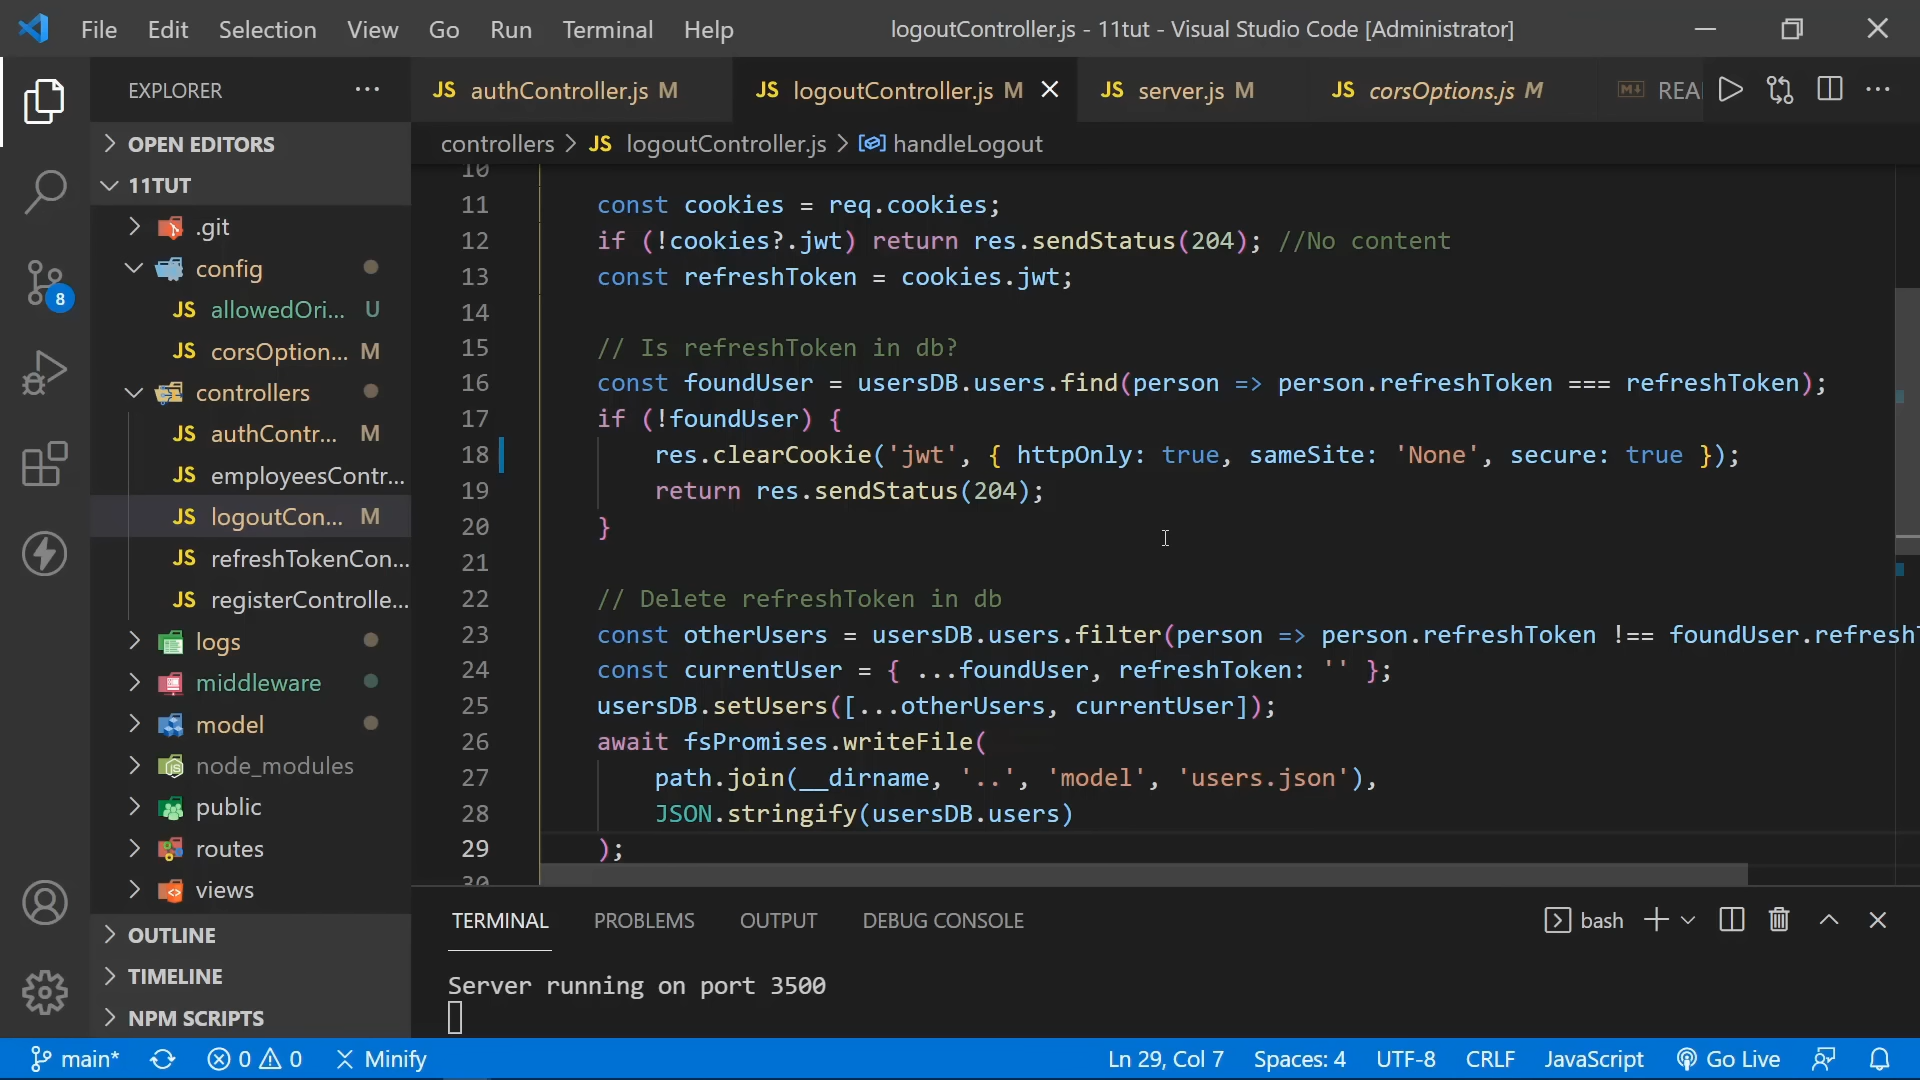 File Edit Selection View Go Run Terminal Help
logoutController.js - 11tut - Visual Studio Code [Administrator]
EXPLORER
JS authController.js M
JS logoutController.js M
JS server.js M
JS corsOptions.js M
REA
controllers > JS logoutController.js > handleLogout
OPEN EDITORS
11TUT
.git
config
JS allowedOri... U
JS corsOption... M
controllers
JS authContr... M
JS employeesContr...
JS logoutCon... M
JS refreshTokenCon...
JS registerControlle...
logs
middleware
model
node_modules
public
routes
views
OUTLINE
TIMELINE
NPM SCRIPTS
8
10
11 const cookies = req.cookies;
12 if (!cookies?.jwt) return res.sendStatus(204); //No content
13 const refreshToken = cookies.jwt;
14
15 // Is refreshToken in db?
16 const foundUser = usersDB.users.find(person => person.refreshToken === refreshToken);
17 if (!foundUser) {
18 res.clearCookie('jwt', { httpOnly: true, sameSite: 'None', secure: true });
19 return res.sendStatus(204);
20 }
21
22 // Delete refreshToken in db
23 const otherUsers = usersDB.users.filter(person => person.refreshToken !== foundUser.refreshT
24 const currentUser = { ...foundUser, refreshToken: '' };
25 usersDB.setUsers([...otherUsers, currentUser]);
26 await fsPromises.writeFile(
27 path.join(__dirname, '..', 'model', 'users.json'),
28 JSON.stringify(usersDB.users)
29 );
30
TERMINAL PROBLEMS OUTPUT DEBUG CONSOLE
bash
Server running on port 3500
main* 0 0 Minify
Ln 29, Col 7 Spaces: 4 UTF-8 CRLF JavaScript Go Live